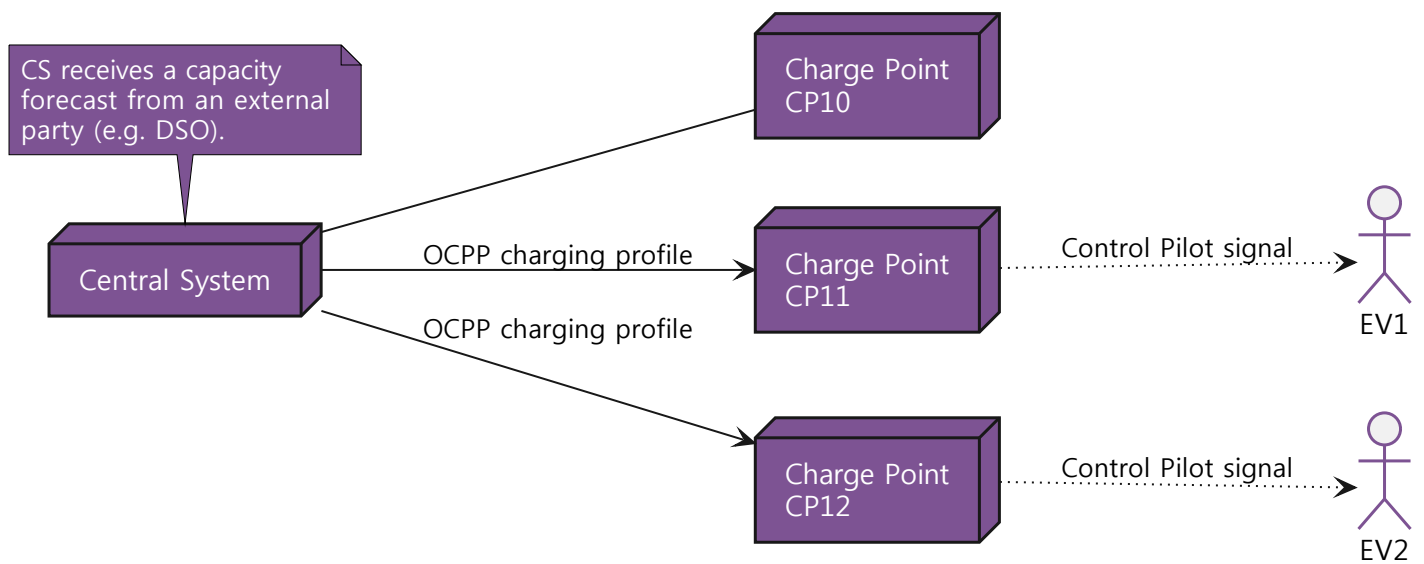 CS receives a capacity
forecast from an external
party (e.g. DSO).
Central System
Charge Point
CP10
OCPP charging profile
Charge Point
CP11
Control Pilot signal
EV1
OCPP charging profile
Charge Point
CP12
Control Pilot signal
EV2